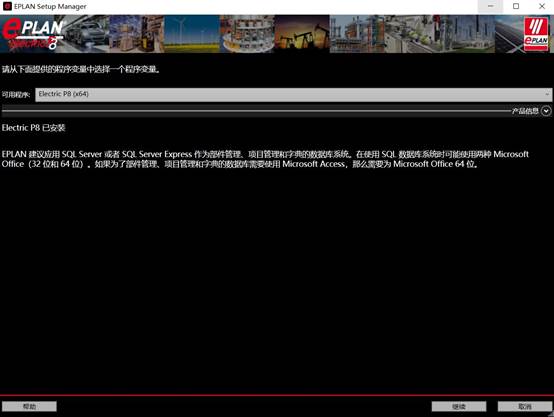 EPLAN Setup Manager
ePLAN
electric P8
ePLAN
请从下面提供的程序变量中选择一个程序变量。
可用程序: Electric P8 (x64)
产品信息
Electric P8 已安装
EPLAN 建议应用 SQL Server 或者 SQL Server Express 作为部件管理、项目管理和字典的数据库系统。在使用 SQL 数据库系统时可能使用两种 Microsoft
Office（32 位和 64 位）。如果为了部件管理、项目管理和字典的数据库需要使用 Microsoft Access，那么需要为 Microsoft Office 64 位。
帮助 继续 取消